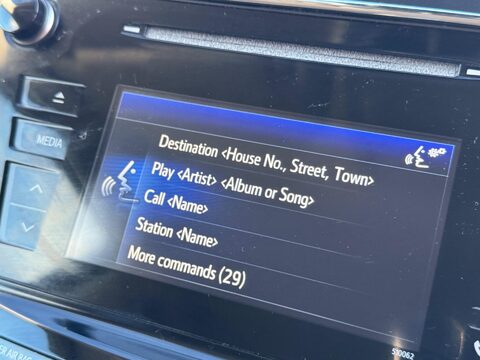 MEDIA
Destination <House No., Street, Town>
Play <Artist> <Album or Song>
Call <Name>
Station <Name>
More commands (29)
510062